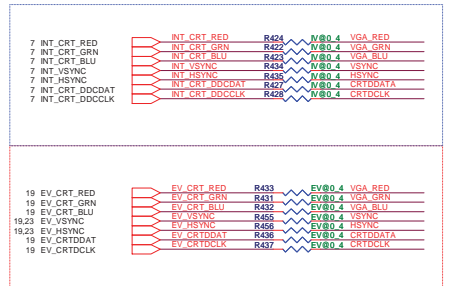 7 INT_CRT_RED INT_CRT_RED R424 IV@0_4 VGA_RED
7 INT_CRT_GRN INT_CRT_GRN R422 IV@0_4 VGA_GRN
7 INT_CRT_BLU INT_CRT_BLU R423 IV@0_4 VGA_BLU
7 INT_VSYNC INT_VSYNC R434 IV@0_4 VSYNC
7 INT_HSYNC INT_HSYNC R435 IV@0_4 HSYNC
7 INT_CRT_DDCDAT INT_CRT_DDCDAT R427 IV@0_4 CRTDDATA
7 INT_CRT_DDCCLK INT_CRT_DDCCLK R428 IV@0_4 CRTDCLK
19 EV_CRT_RED EV_CRT_RED R433 EV@0_4 VGA_RED
19 EV_CRT_GRN EV_CRT_GRN R431 EV@0_4 VGA_GRN
19 EV_CRT_BLU EV_CRT_BLU R432 EV@0_4 VGA_BLU
19,23 EV_VSYNC EV_VSYNC R455 EV@0_4 VSYNC
19,23 EV_HSYNC EV_HSYNC R456 EV@0_4 HSYNC
19 EV_CRTDDAT EV_CRTDDAT R436 EV@0_4 CRTDDATA
19 EV_CRTDCLK EV_CRTDCLK R437 EV@0_4 CRTDCLK